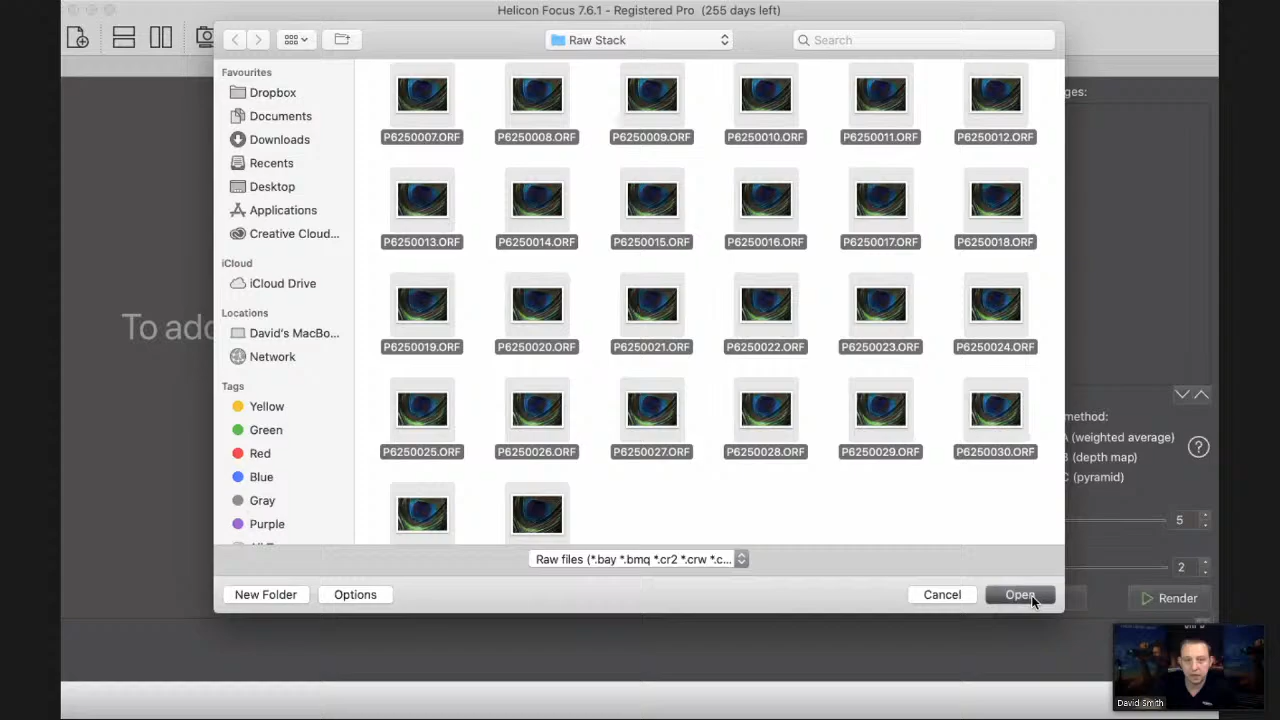 Helicon Focus 7.6.1 - Registered Pro (255 days left)
Raw Stack
Search
Favourites
Dropbox
Documents
Downloads
Recents
Desktop
Applications
Creative Cloud...
iCloud
iCloud Drive
Locations
David's MacBo...
Network
Tags
Yellow
Green
Red
Blue
Gray
Purple
P6250007.ORF P6250008.ORF P6250009.ORF P6250010.ORF P6250011.ORF P6250012.ORF
P6250013.ORF P6250014.ORF P6250015.ORF P6250016.ORF P6250017.ORF P6250018.ORF
P6250019.ORF P6250020.ORF P6250021.ORF P6250022.ORF P6250023.ORF P6250024.ORF
P6250025.ORF P6250026.ORF P6250027.ORF P6250028.ORF P6250029.ORF P6250030.ORF
Raw files (*.bay *.bmq *.cr2 *.crw *.c...
New Folder
Options
Cancel
Open
To add
ges:
method:
A (weighted average)
B (depth map)
C (pyramid)
?
5
2
Render
David Smith